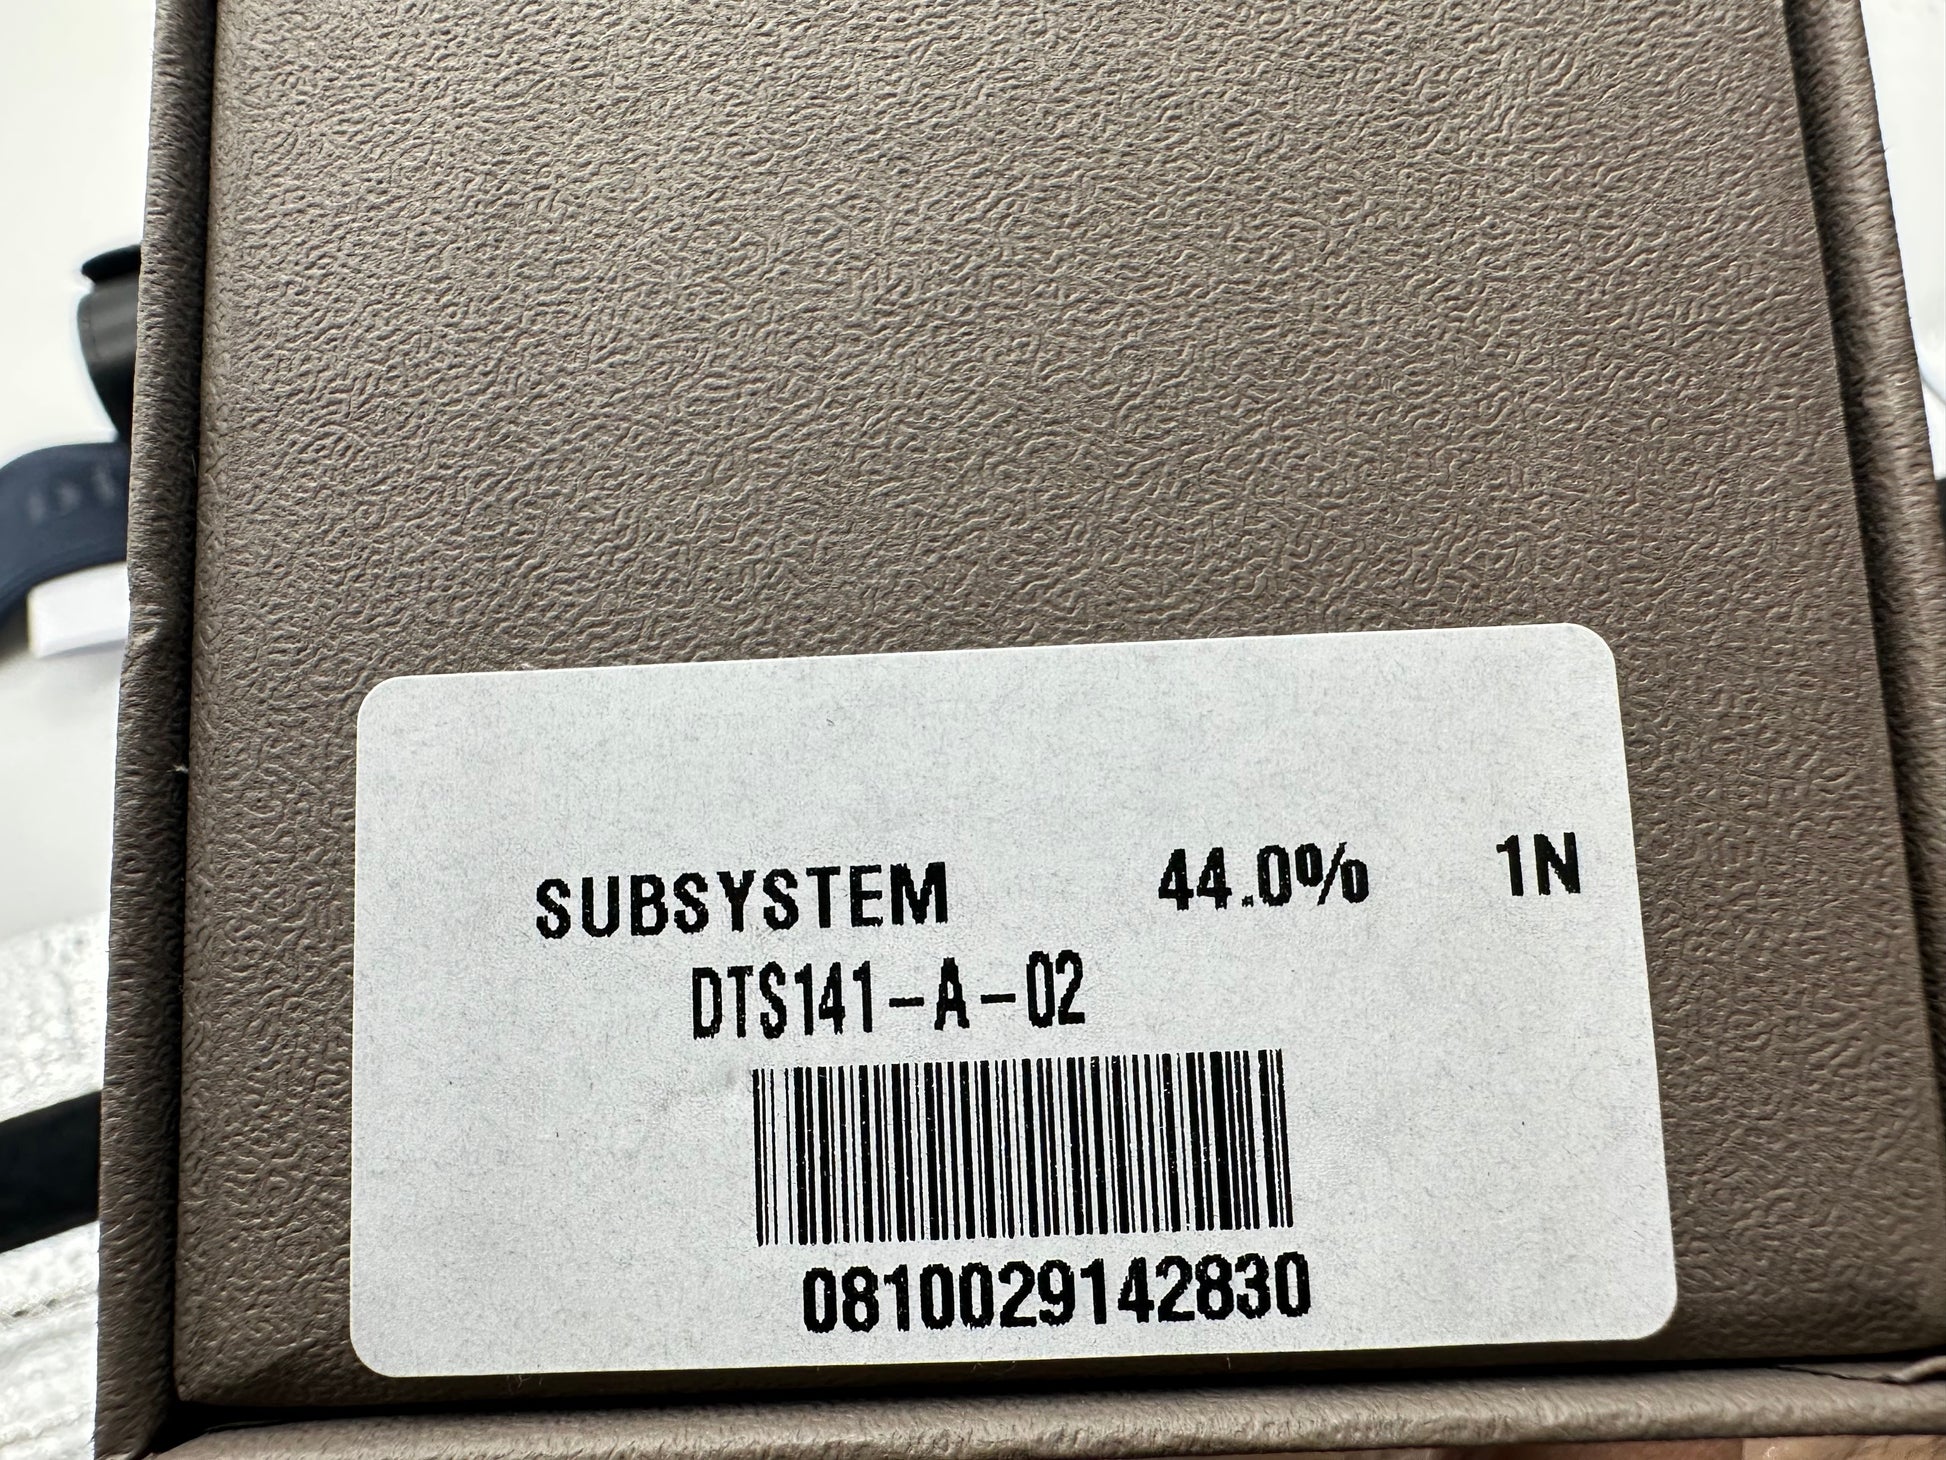 SUBSYSTEM 44.0% 1N
DTS141-A-02
0810029142830